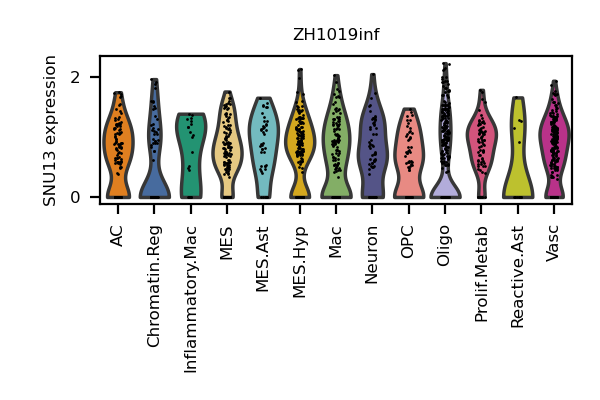 ZH1019inf
SNU13 expression
2
0
AC
Chromatin.Reg
Inflammatory.Mac
MES
MES.Ast
MES.Hyp
Mac
Neuron
OPC
Oligo
Prolif.Metab
Reactive.Ast
Vasc